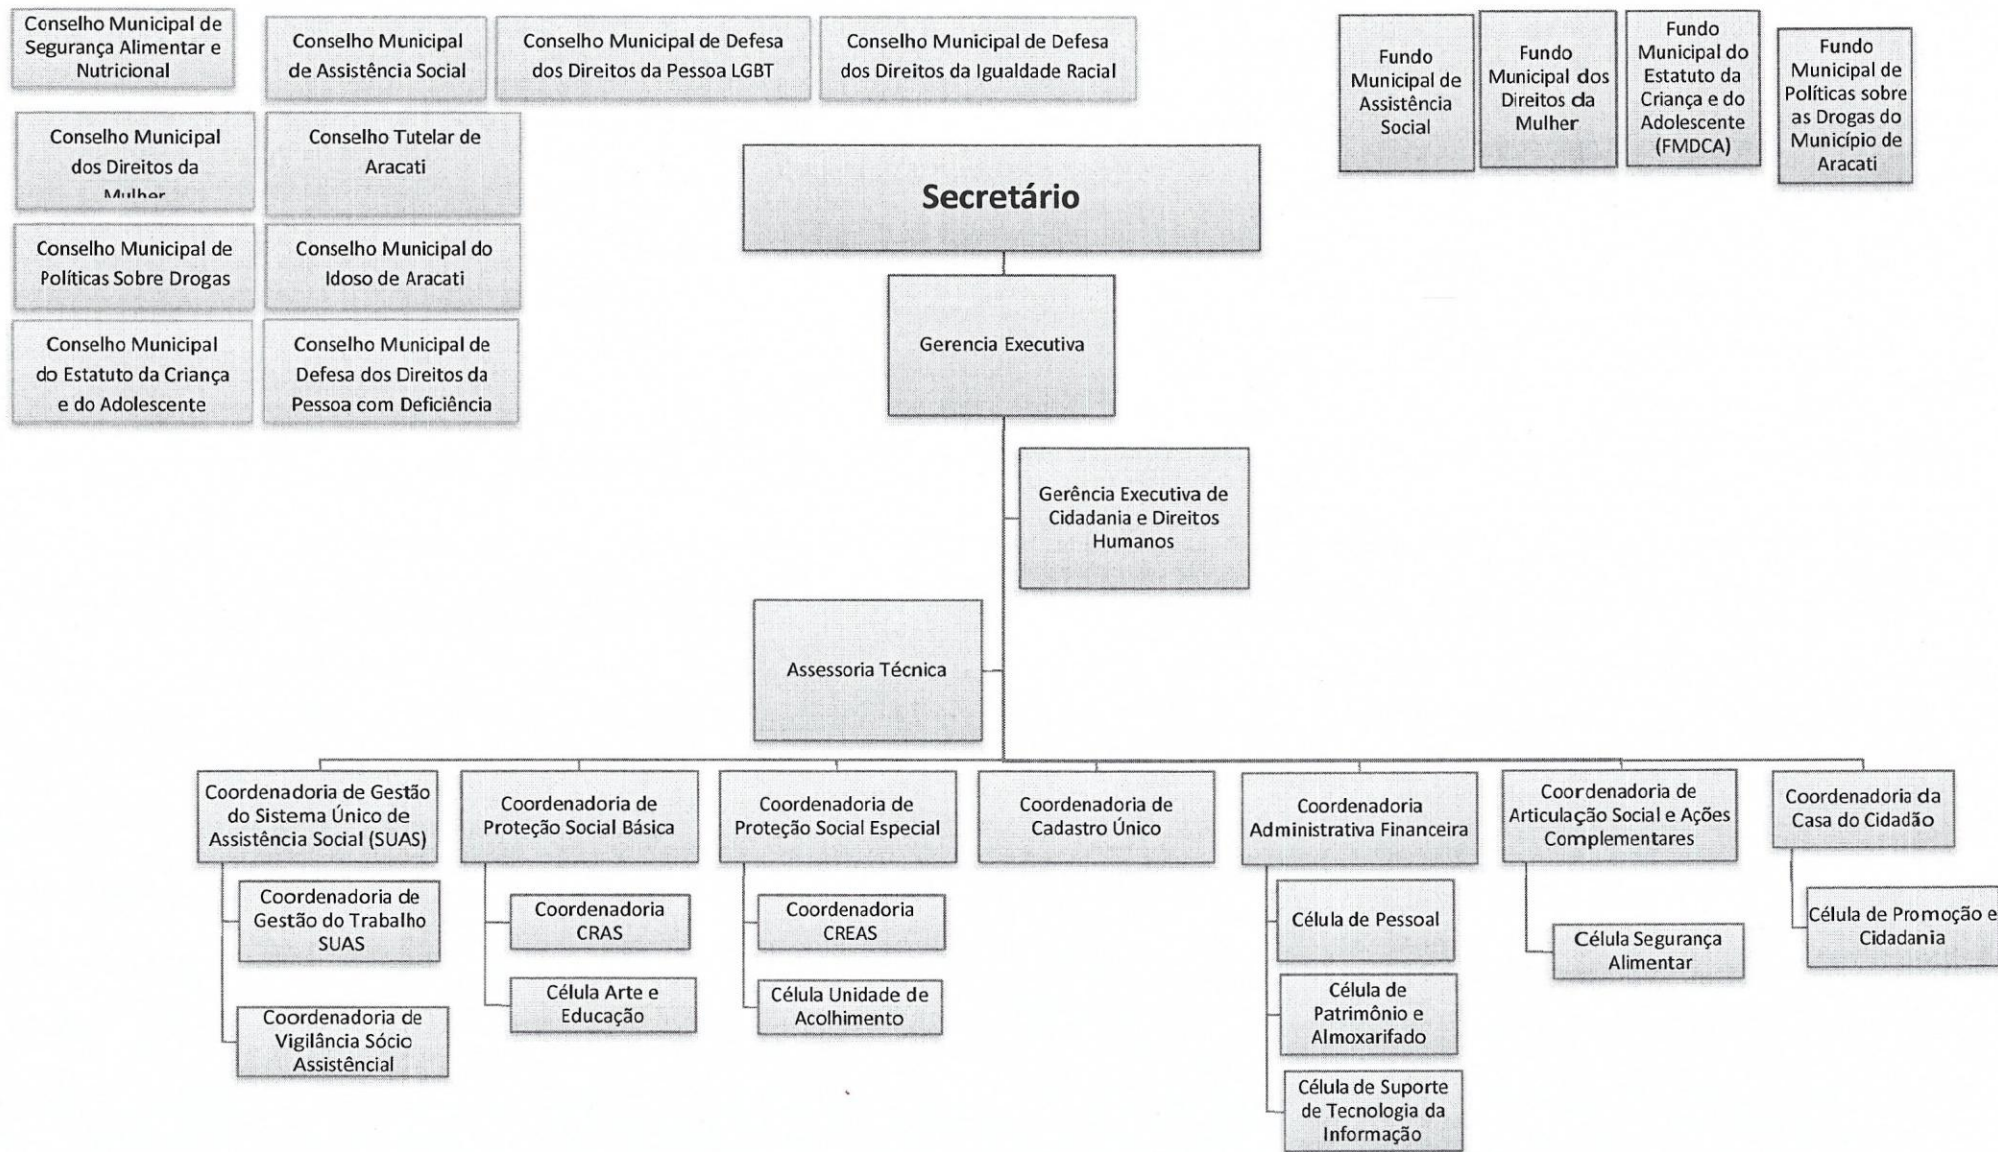 Conselho Municipal de
Segurança Alimentar e
Nutricional
Conselho Municipal
de Assistência Social
Conselho Municipal de Defesa
dos Direitos da Pessoa LGBT
Conselho Municipal de Defesa
dos Direitos da Igualdade Racial
Fundo
Municipal de
Assistência
Social
Fundo
Municipal dos
Direitos da
Mulher
Fundo
Municipal do
Estatuto da
Criança e do
Adolescente
(FMDCA)
Fundo
Municipal de
Políticas sobre
as Drogas do
Município de
Aracati
Conselho Municipal
dos Direitos da
Mulher
Conselho Tutelar de
Aracati
Secretário
Conselho Municipal de
Políticas Sobre Drogas
Conselho Municipal do
Idoso de Aracati
Conselho Municipal
do Estatuto da Criança
e do Adolescente
Conselho Municipal de
Defesa dos Direitos da
Pessoa com Deficiência
Gerencia Executiva
Gerência Executiva de
Cidadania e Direitos
Humanos
Assessoria Técnica
Coordenadoria de Gestão
do Sistema Único de
Assistência Social (SUAS)
Coordenadoria de
Proteção Social Básica
Coordenadoria de
Proteção Social Especial
Coordenadoria de
Cadastro Único
Coordenadoria
Administrativa Financeira
Coordenadoria de
Articulação Social e Ações
Complementares
Coordenadoria da
Casa do Cidadão
Coordenadoria de
Gestão do Trabalho
SUAS
Coordenadoria
CRAS
Coordenadoria
CREAS
Célula de Pessoal
Célula Segurança
Alimentar
Célula de Promoção e
Cidadania
Coordenadoria de
Vigilância Sócio
Assistêncial
Célula Arte e
Educação
Célula Unidade de
Acolhimento
Célula de
Patrimônio e
Almoxarifado
Célula de Suporte
de Tecnologia da
Informação